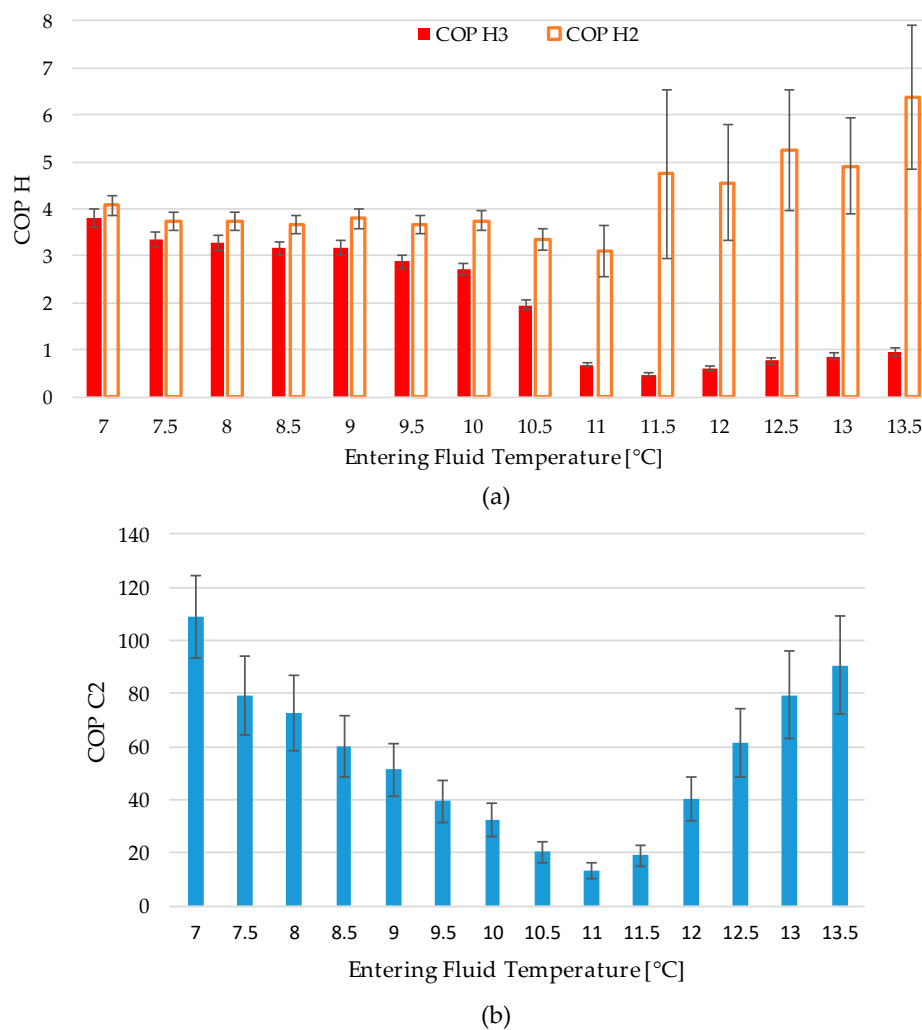 8
COP H3 COP H2
7
6
5
4
3
2
1
0
COP H
7 7.5 8 8.5 9 9.5 10 10.5 11 11.5 12 12.5 13 13.5
Entering Fluid Temperature [°C]
(a)
140
120
100
80
60
40
20
0
COP C2
7 7.5 8 8.5 9 9.5 10 10.5 11 11.5 12 12.5 13 13.5
Entering Fluid Temperature [°C]
(b)